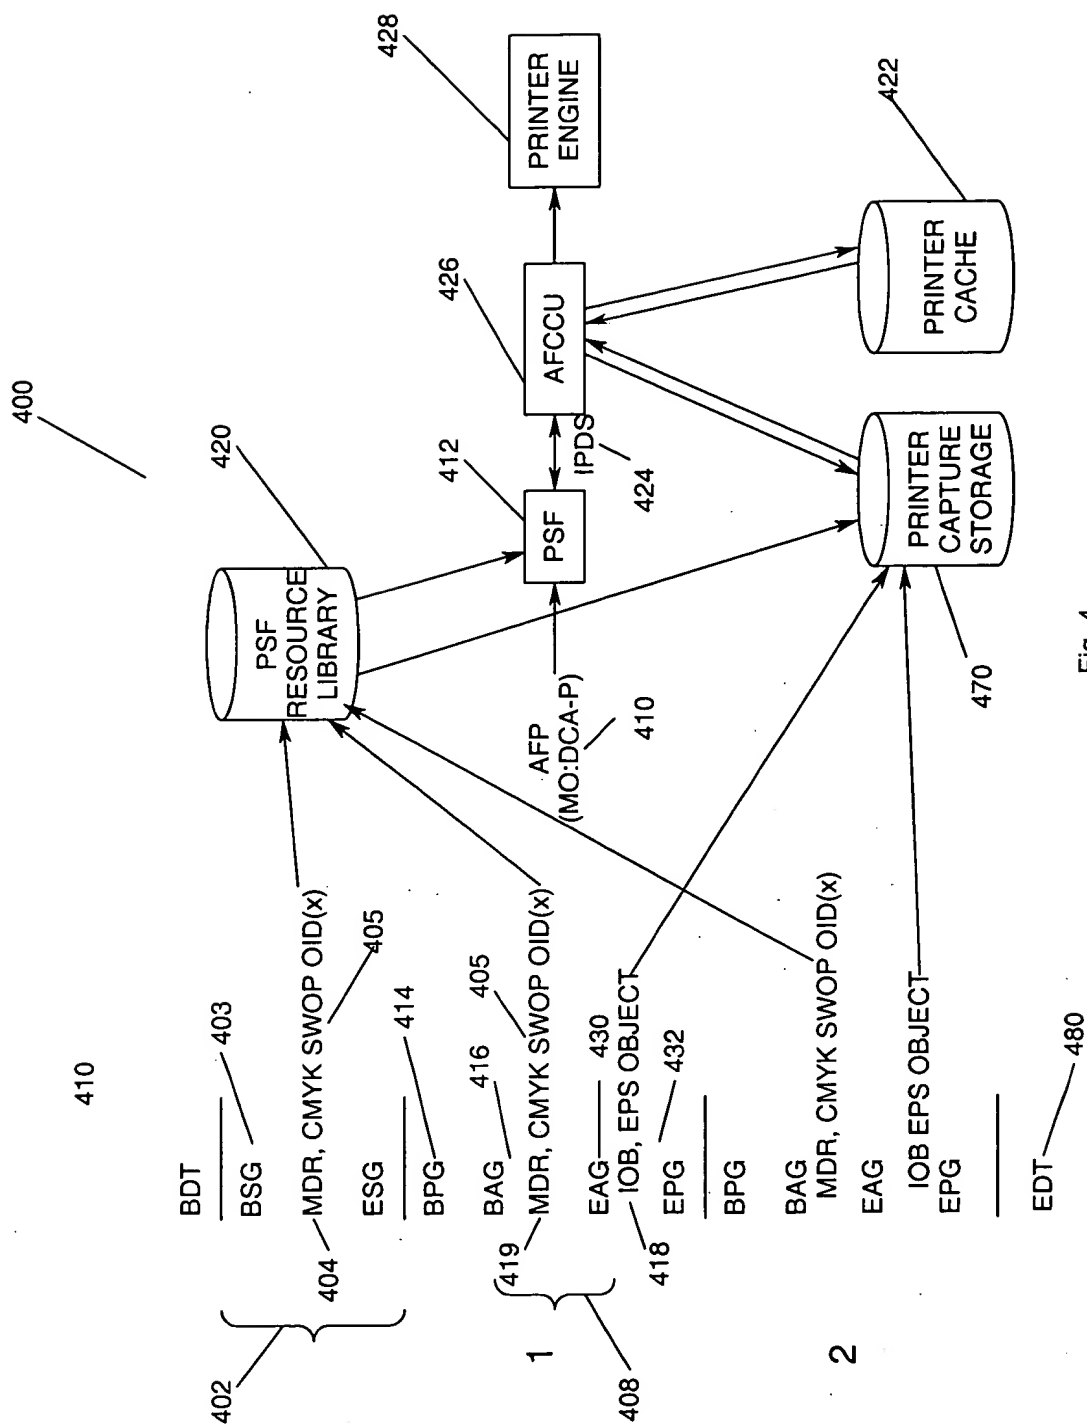 400
410
BDT
402
BSG
403
420
PSF
RESOURCE
LIBRARY
404
MDR, CMYK SWOP OID(x)
405
ESG
414
BPG
428
412
426
416
BAG
405
419
MDR, CMYK SWOP OID(x)
1
AFP
(MO:DCA-P)
410
PSF
IPDS
424
AFCCU
PRINTER
ENGINE
430
EAG
408
418
IOB, EPS OBJECT
432
EPG
BPG
BAG
MDR, CMYK SWOP OID(x)
2
EAG
422
IOB EPS OBJECT
EPG
PRINTER
CAPTURE
STORAGE
PRINTER
CACHE
470
EDT
480
Fig. 4